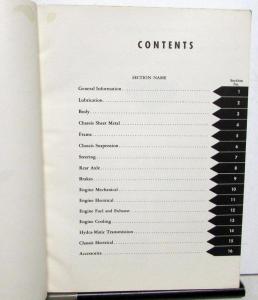 CONTENTS
SECTION NAME
Section
No.
General Information 1
Lubrication 2
Body 3
Chassis Sheet Metal 4
Frame 5
Chassis Suspension 6
Steering 7
Rear Axle 8
Brakes 9
Engine Mechanical 10
Engine Electrical 11
Engine Fuel and Exhaust 12
Engine Cooling 13
Hydra-Matic Transmission 14
Chassis Electrical 15
Accessories 16